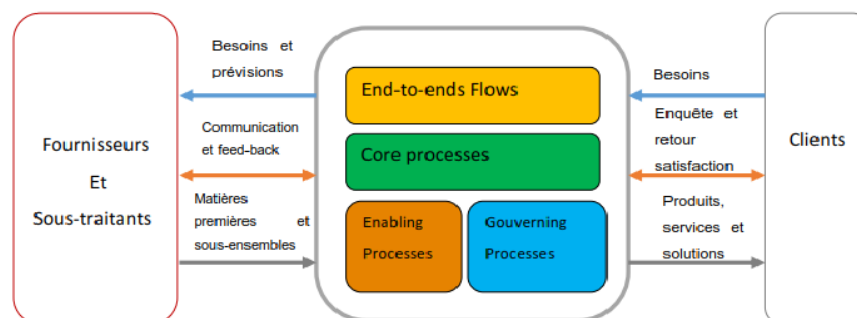 Fournisseurs
Et
Sous-traitants
Besoins et
prévisions
Communication
et feed-back
Matières
premières et
sous-ensembles
End-to-ends Flows
Core processes
Enabling
Processes
Gouverning
Processes
Besoins
Enquête et
retour
satisfaction
Produits,
services et
solutions
Clients